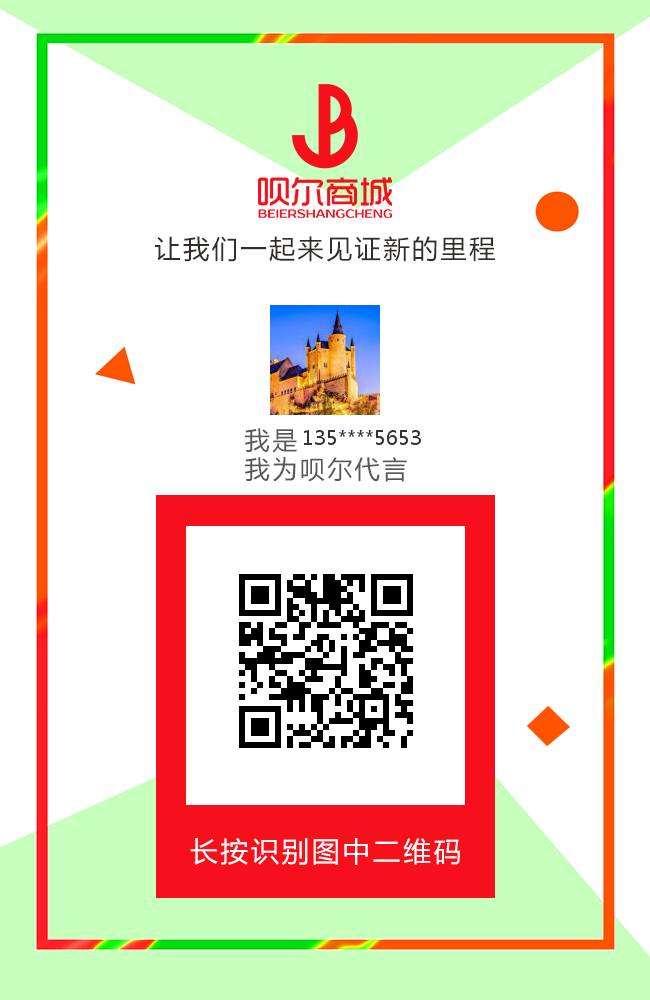 呗尔商城
BEIERSHANGCHENG
让我们一起来见证新的里程
我是 135****5653
我为呗尔代言
长按识别图中二维码